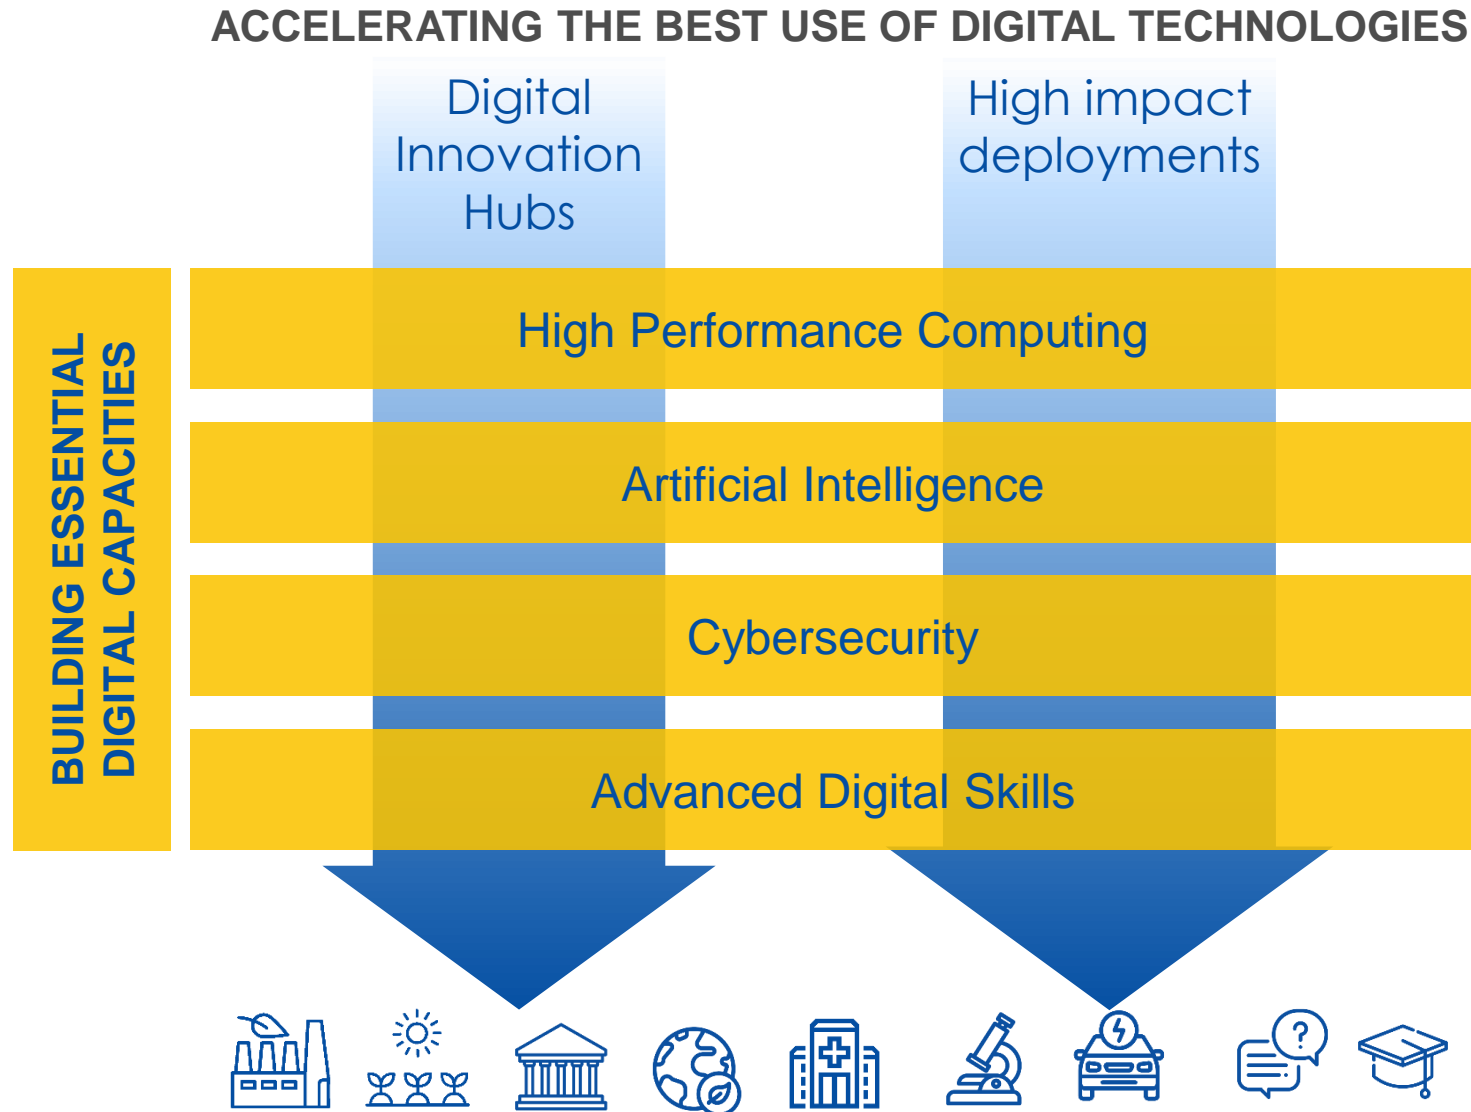 ACCELERATING THE BEST USE OF DIGITAL TECHNOLOGIES
Digital
Innovation
Hubs
High impact
deployments
BUILDING ESSENTIAL
DIGITAL CAPACITIES
High Performance Computing
Artificial Intelligence
Cybersecurity
Advanced Digital Skills
?